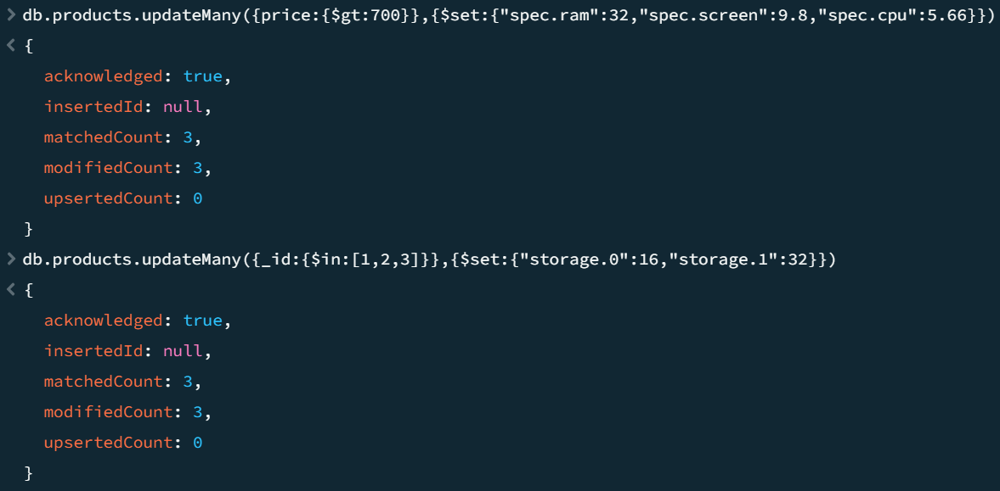 > db.products.updateMany({price:{$gt:700}},{$set:{"spec.ram":32,"spec.screen":9.8,"spec.cpu":5.66}})
< {
acknowledged: true,
insertedId: null,
matchedCount: 3,
modifiedCount: 3,
upsertedCount: 0
}
> db.products.updateMany({_id:{$in:[1,2,3]}},{$set:{"storage.0":16,"storage.1":32}})
< {
acknowledged: true,
insertedId: null,
matchedCount: 3,
modifiedCount: 3,
upsertedCount: 0
}